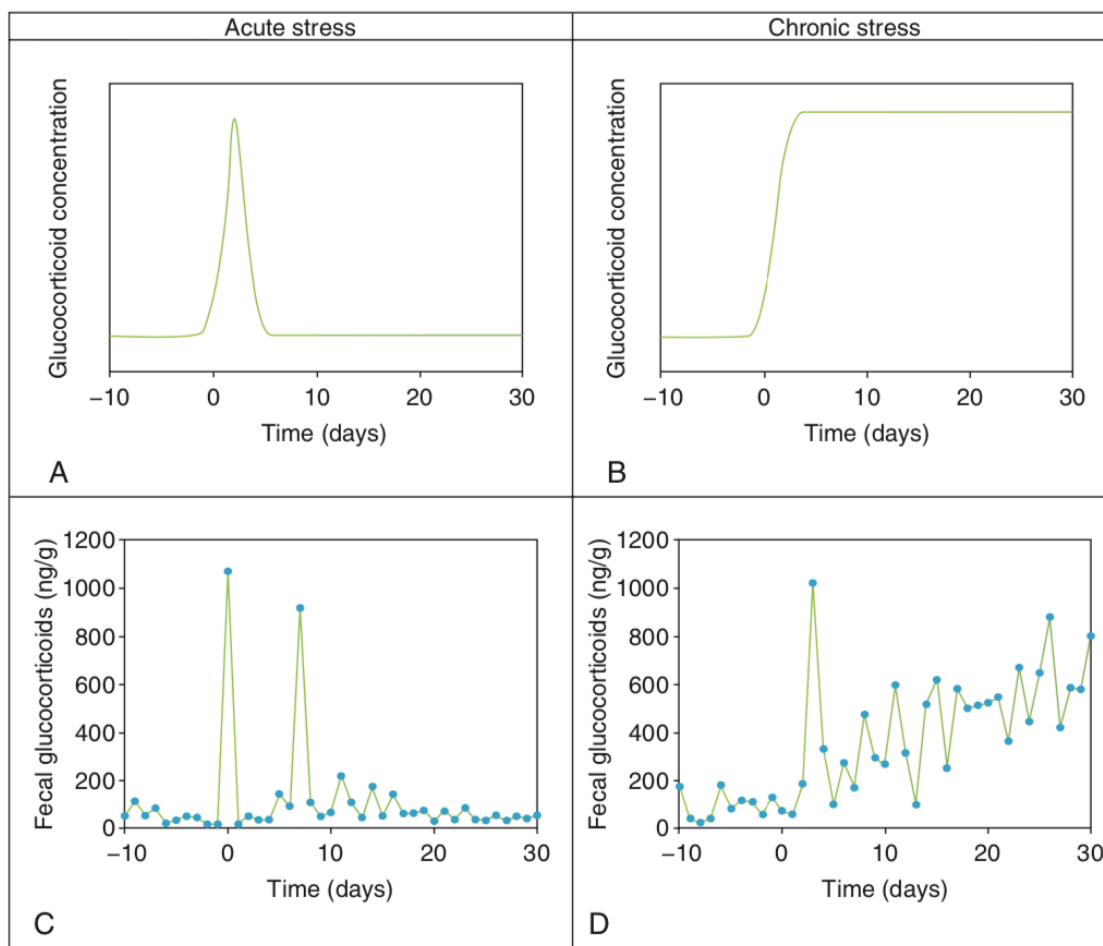 Acute stress
Chronic stress
Glucocorticoid concentration
−10 0 10 20 30
Time (days)
A
Glucocorticoid concentration
−10 0 10 20 30
Time (days)
B
Fecal glucocorticoids (ng/g)
1200
1000
800
600
400
200
0
−10 0 10 20 30
Time (days)
C
Fecal glucocorticoids (ng/g)
1200
1000
800
600
400
200
0
−10 0 10 20 30
Time (days)
D